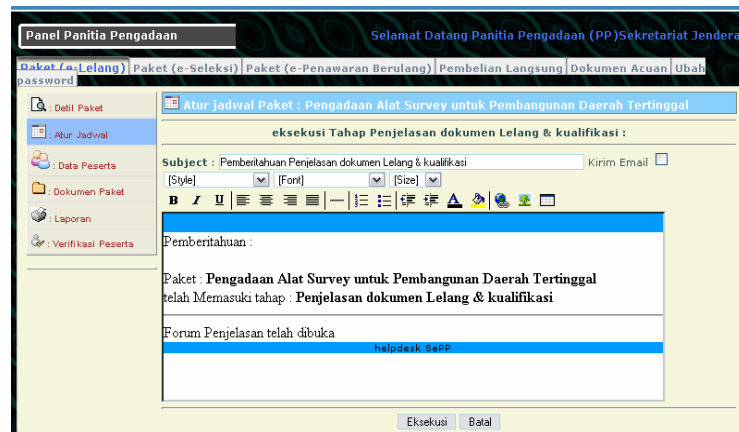 Panel Panitia Pengadaan
Selamat Datang Panitia Pengadaan (PP)Sekretariat Jendera
Paket (e-Lelang) Paket (e-Seleksi) Paket (e-Penawaran Berulang) Pembelian Langsung Dokumen Acuan Ubah password
: Detil Paket
: Atur Jadwal
: Data Peserta
: Dokumen Paket
: Laporan
: Verifikasi Peserta
Atur jadwal Paket : Pengadaan Alat Survey untuk Pembangunan Daerah Tertinggal
eksekusi Tahap Penjelasan dokumen Lelang & kualifikasi :
Subject : Pemberitahuan Penjelasan dokumen Lelang & kualifikasi Kirim Email
[Style] [Font] [Size]
B I U A
Pemberitahuan :
Paket : Pengadaan Alat Survey untuk Pembangunan Daerah Tertinggal
telah Memasuki tahap : Penjelasan dokumen Lelang & kualifikasi
Forum Penjelasan telah dibuka
helpdesk SePP
Eksekusi Batal